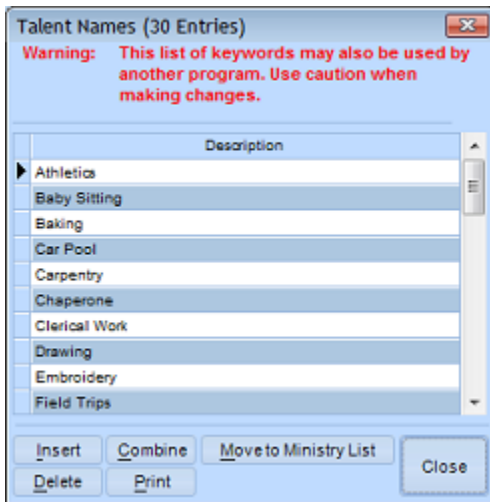 Talent Names (30 Entries)
Warning: This list of keywords may also be used by
another program. Use caution when
making changes.
Description
Athletics
Baby Sitting
Baking
Car Pool
Carpentry
Chaperone
Clerical Work
Drawing
Embroidery
Field Trips
Insert Combine Move to Ministry List Close
Delete Print